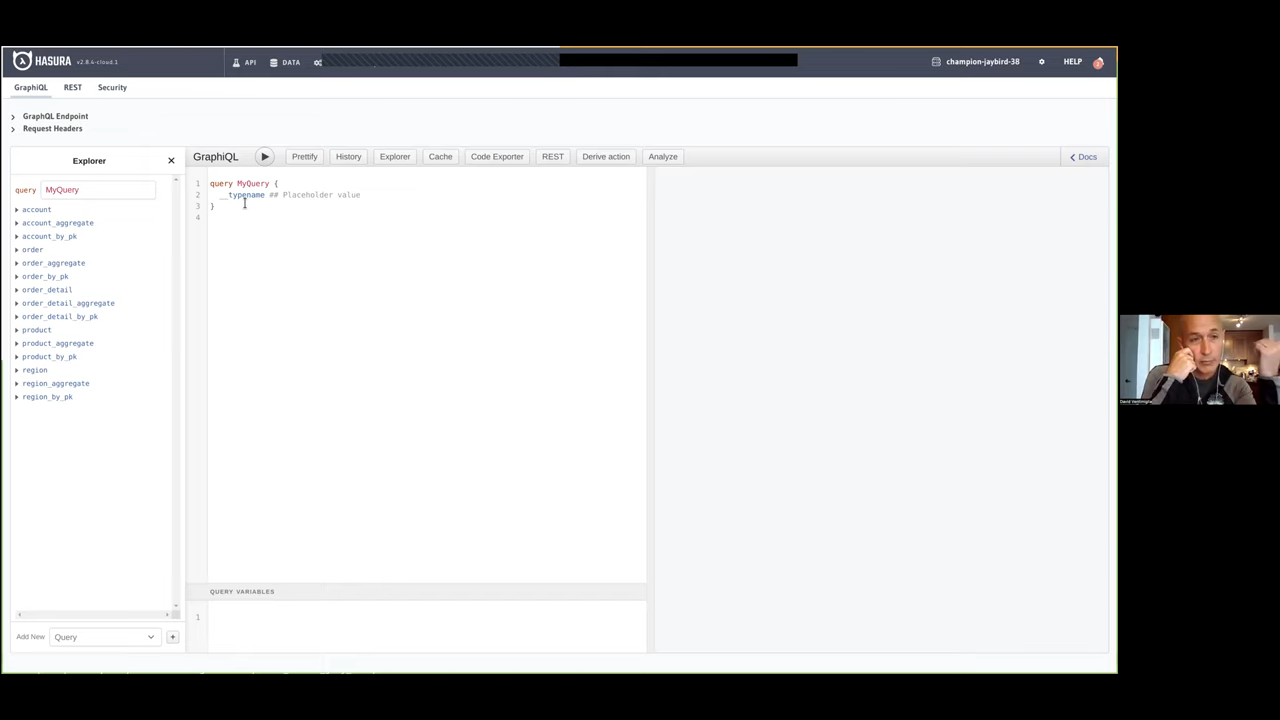 HASURA v2.8.4-cloud.1 API DATA champion-jaybird-38 HELP
GraphiQL REST Security
GraphQL Endpoint
Request Headers
Explorer
GraphiQL Prettify History Explorer Cache Code Exporter REST Derive action Analyze Docs
query MyQuery
account
account_aggregate
account_by_pk
order
order_aggregate
order_by_pk
order_detail
order_detail_aggregate
order_detail_by_pk
product
product_aggregate
product_by_pk
region
region_aggregate
region_by_pk
Add New Query +
1 query MyQuery {
2 __typename ## Placeholder value
3 }
4
QUERY VARIABLES
1